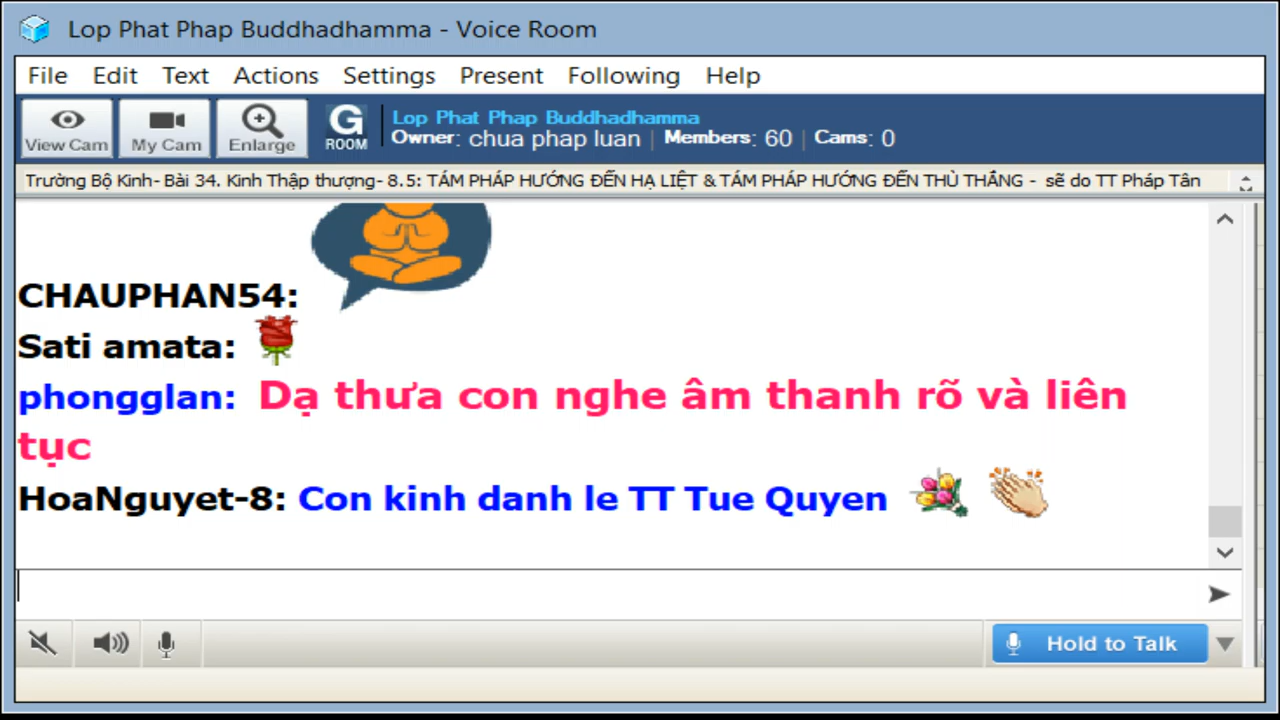 Lop Phat Phap Buddhadhamma - Voice Room
File Edit Text Actions Settings Present Following Help
View Cam My Cam Enlarge G ROOM
Lop Phat Phap Buddhadhamma
Owner: chua phap luan | Members: 60 | Cams: 0
Trường Bộ Kinh- Bài 34. Kinh Thập thượng- 8.5: TÁM PHÁP HƯỚNG ĐẾN HẠ LIỆT & TÁM PHÁP HƯỚNG ĐẾN THÙ THẮNG - sẽ do TT Pháp Tân
CHAUPHAN54:
Sati amata:
phongglan: Dạ thưa con nghe âm thanh rõ và liên
tục
HoaNguyet-8: Con kinh danh le TT Tue Quyen
Hold to Talk